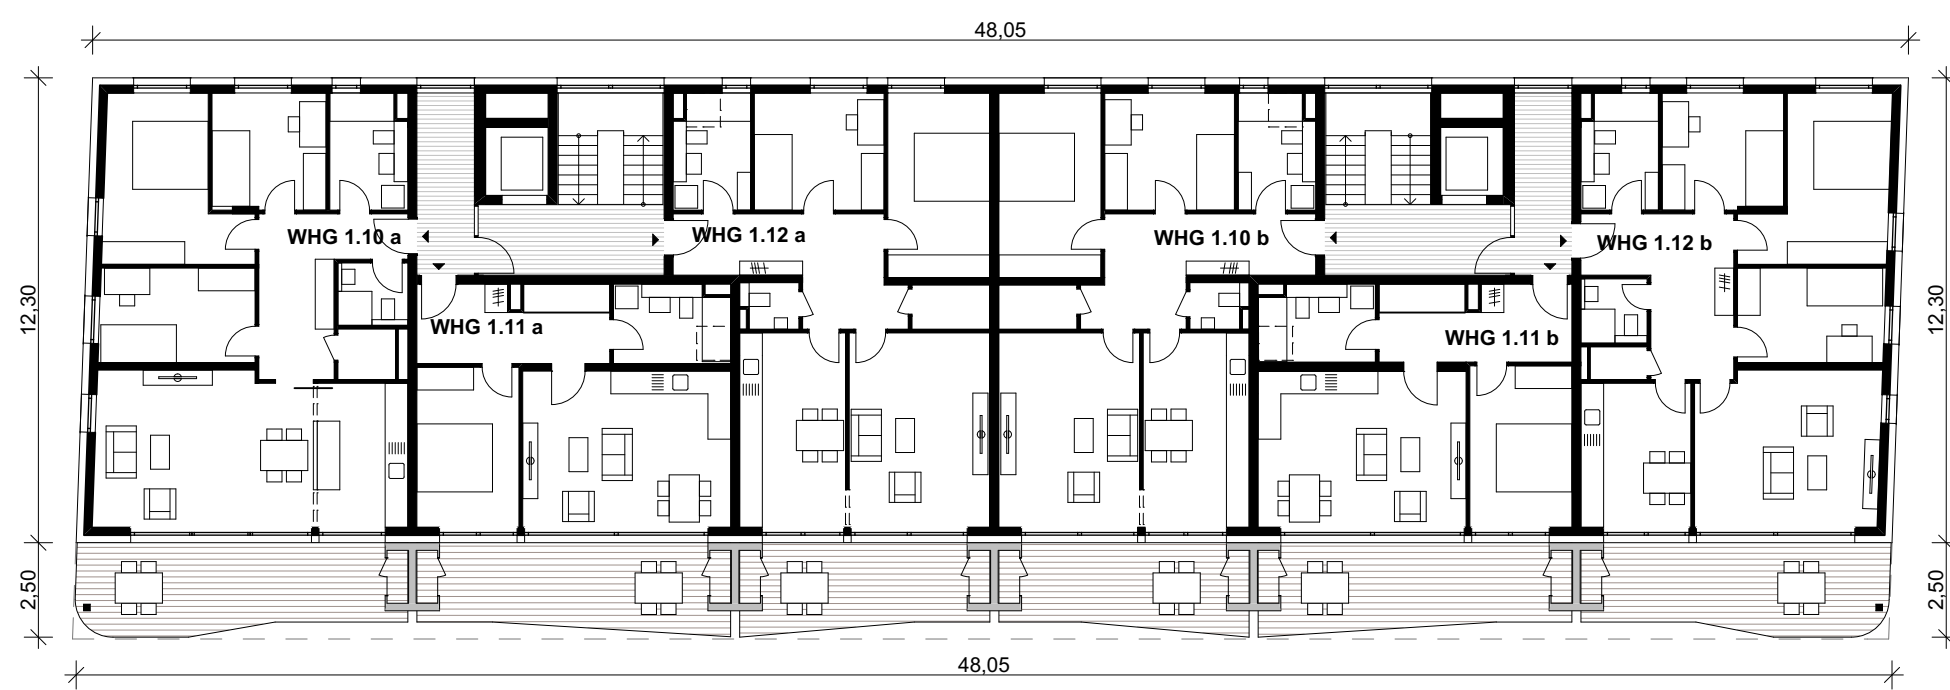 48,05
WHG 1.10 a
WHG 1.12 a
WHG 1.10 b
WHG 1.12 b
12,30
12,30
WHG 1.11 a
WHG 1.11 b
2,50
2,50
48,05